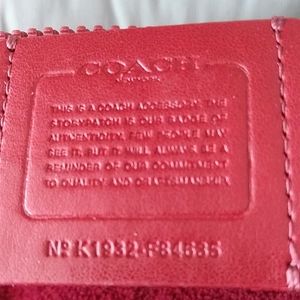 COACH
THIS IS A COACH ACCESSORY. THE
STORYPATCH IS OUR BADGE OF
AUTHENTICITY. FEW PEOPLE MAY
SEE IT, BUT IT WILL ALWAYS BE A
REMINDER OF OUR COMMITMENT
TO QUALITY AND CRAFTSMANSHIP.
Nº K1932-F84635